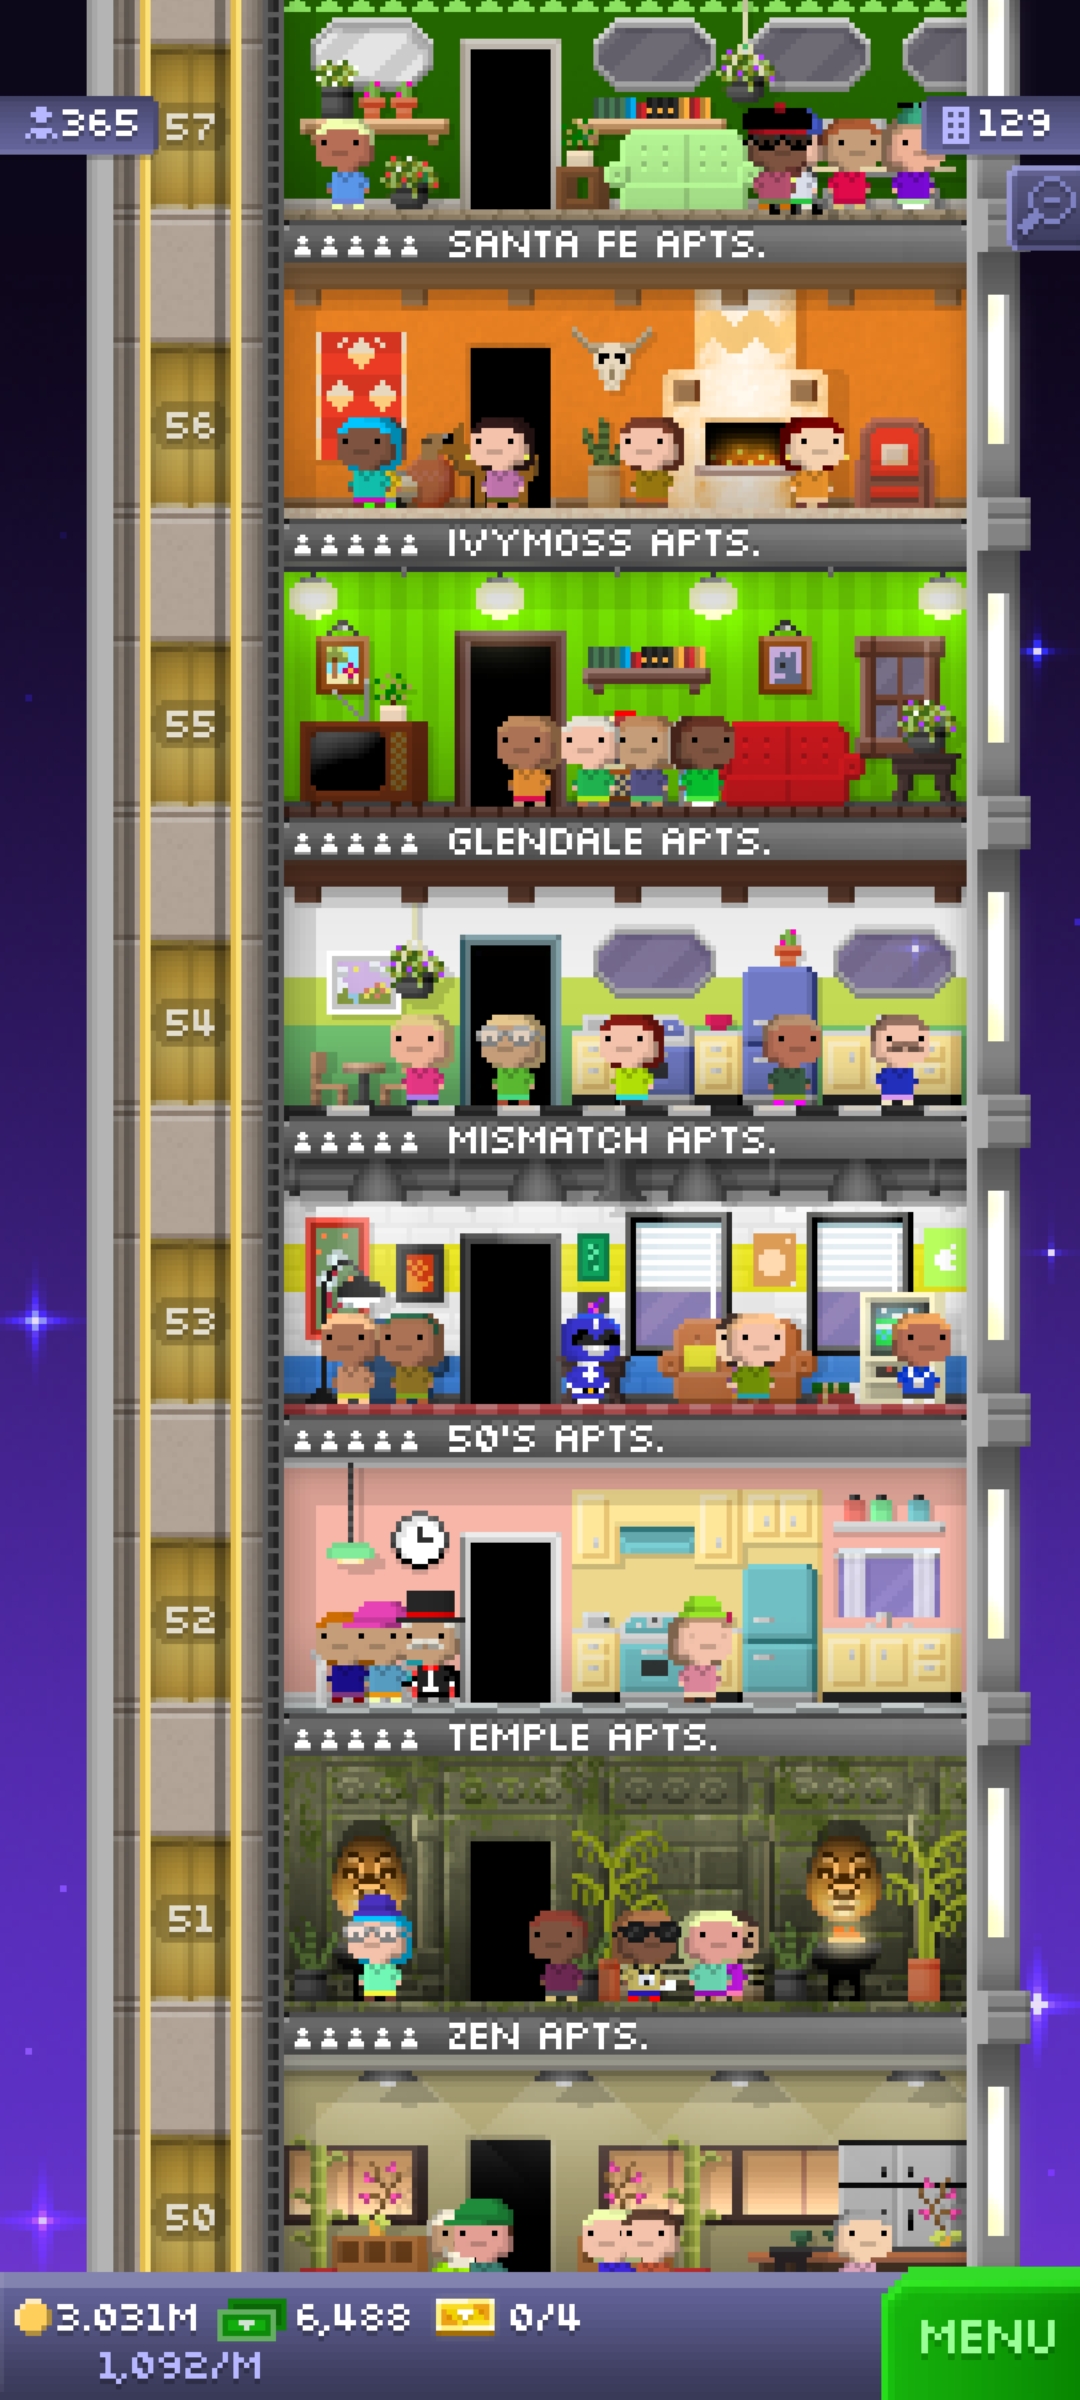 365
57
129
SANTA FE APTS.
56
IVYMOSS APTS.
55
GLENDALE APTS.
54
MISMATCH APTS.
53
50'S APTS.
52
TEMPLE APTS.
51
ZEN APTS.
50
3.031M 6,488 0/4
1,092/M
MENU